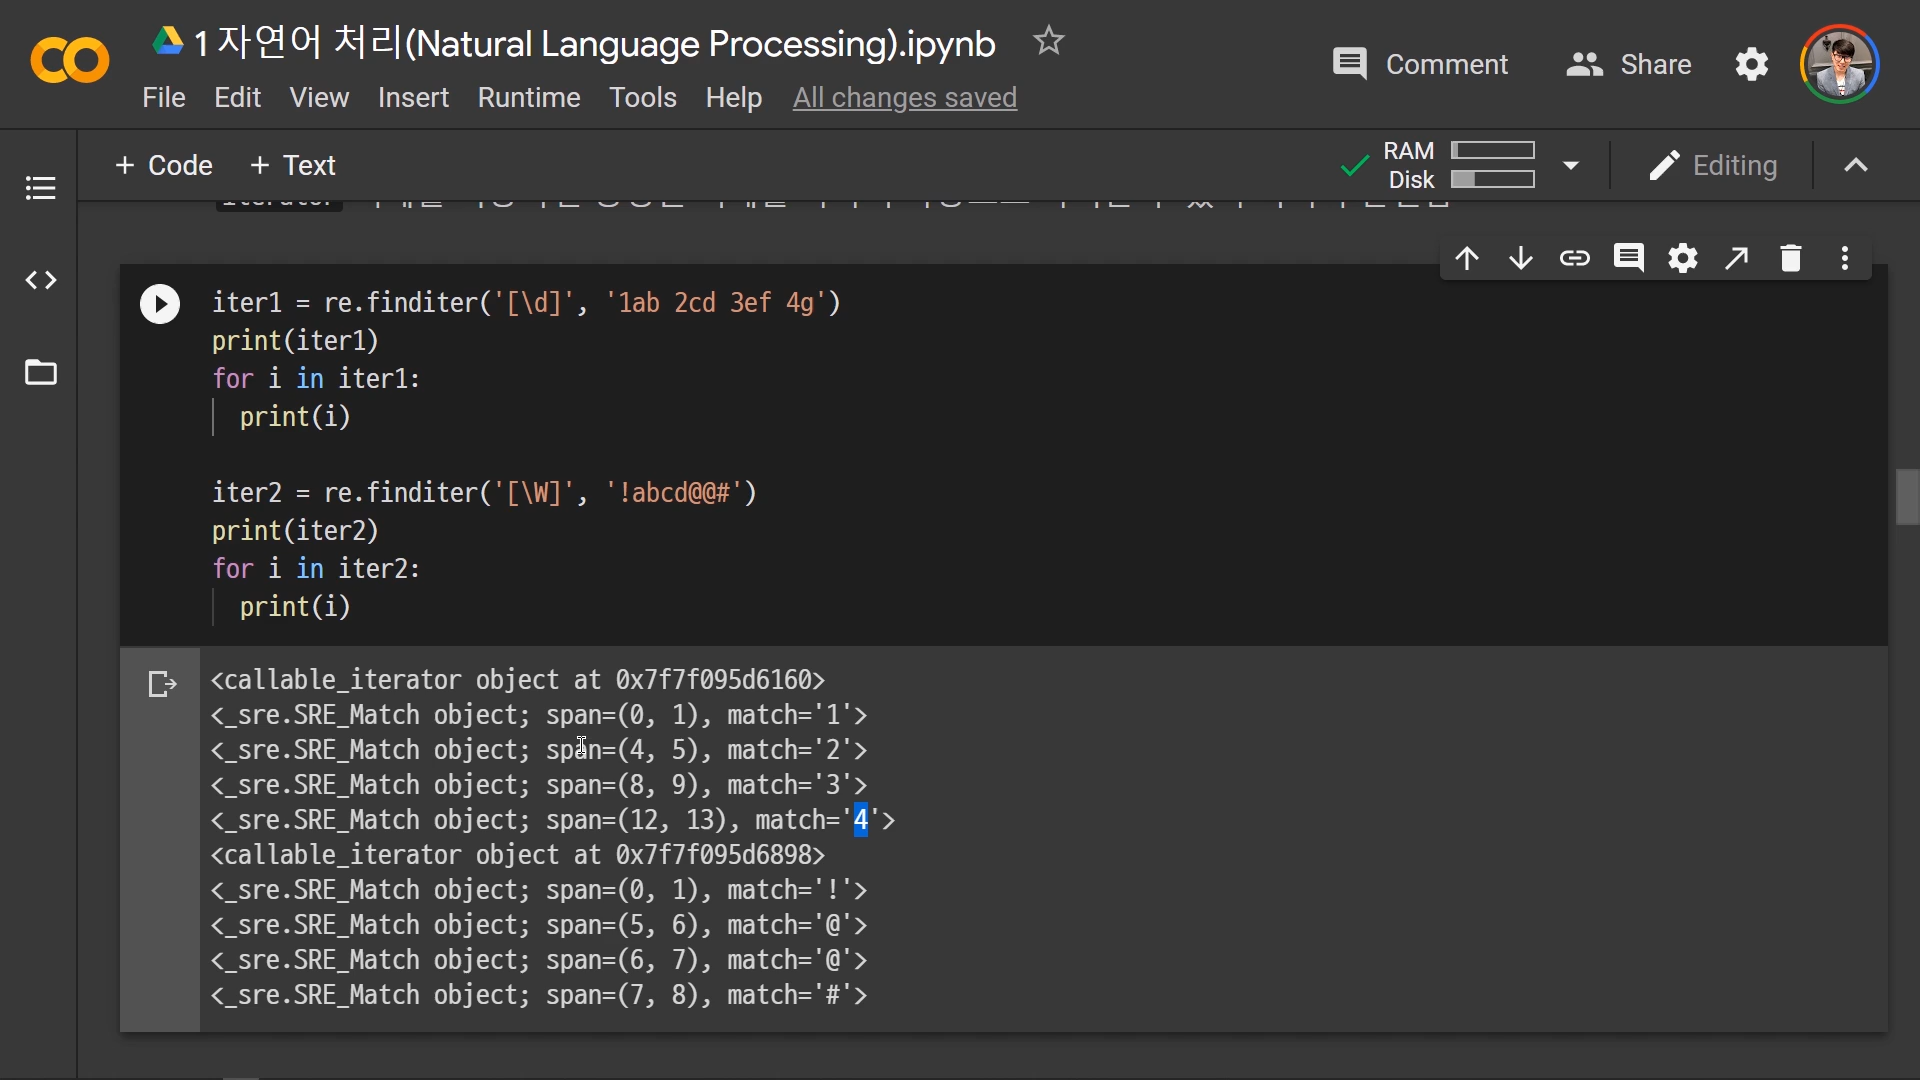 1 자연어 처리(Natural Language Processing).ipynb
Comment
Share
File Edit View Insert Runtime Tools Help All changes saved
+ Code + Text
RAM
Disk
Editing
iter1 = re.finditer('[\d]', '1ab 2cd 3ef 4g')
print(iter1)
for i in iter1:
  print(i)
iter2 = re.finditer('[\W]', '!abcd@@#')
print(iter2)
for i in iter2:
  print(i)
<callable_iterator object at 0x7f7f095d6160>
<_sre.SRE_Match object; span=(0, 1), match='1'>
<_sre.SRE_Match object; span=(4, 5), match='2'>
<_sre.SRE_Match object; span=(8, 9), match='3'>
<_sre.SRE_Match object; span=(12, 13), match='4'>
<callable_iterator object at 0x7f7f095d6898>
<_sre.SRE_Match object; span=(0, 1), match='!'>
<_sre.SRE_Match object; span=(5, 6), match='@'>
<_sre.SRE_Match object; span=(6, 7), match='@'>
<_sre.SRE_Match object; span=(7, 8), match='#'>